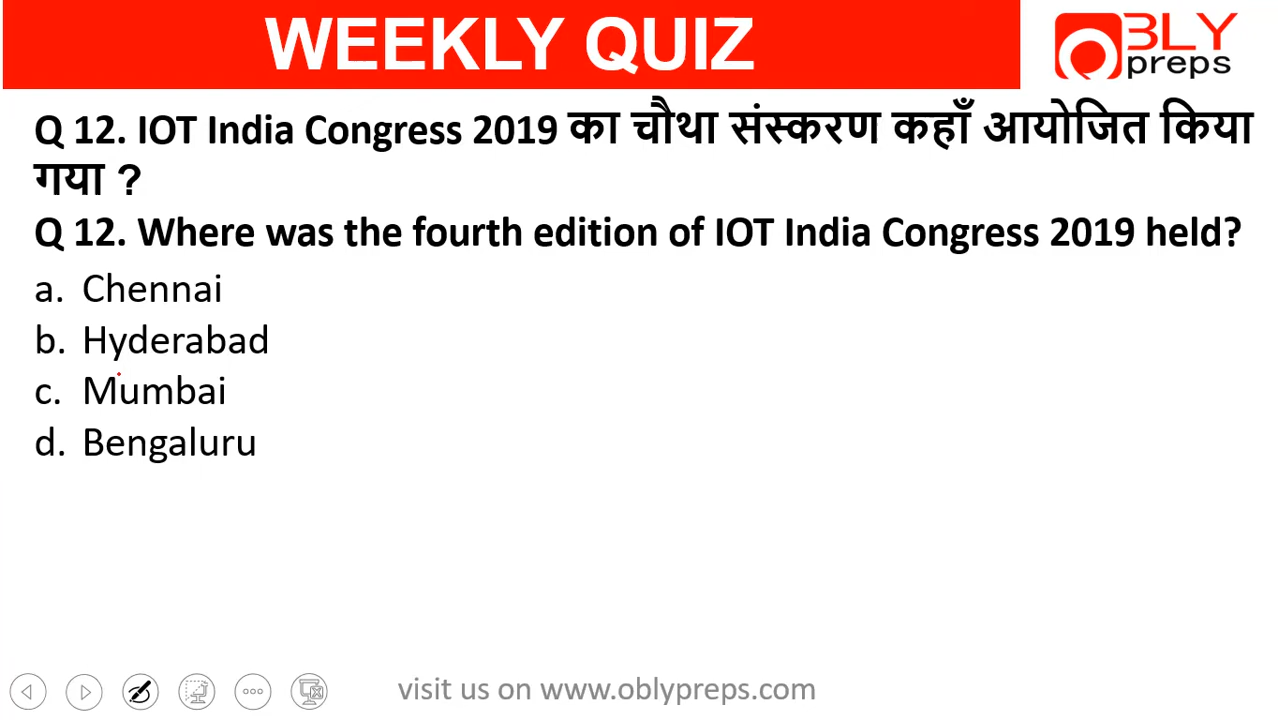 WEEKLY QUIZ
BLY
preps
Q 12. IOT India Congress 2019 का चौथा संस्करण कहाँ आयोजित किया
गया ?
Q 12. Where was the fourth edition of IOT India Congress 2019 held?
a. Chennai
b. Hyderabad
c. Mumbai
d. Bengaluru
visit us on www.oblypreps.com